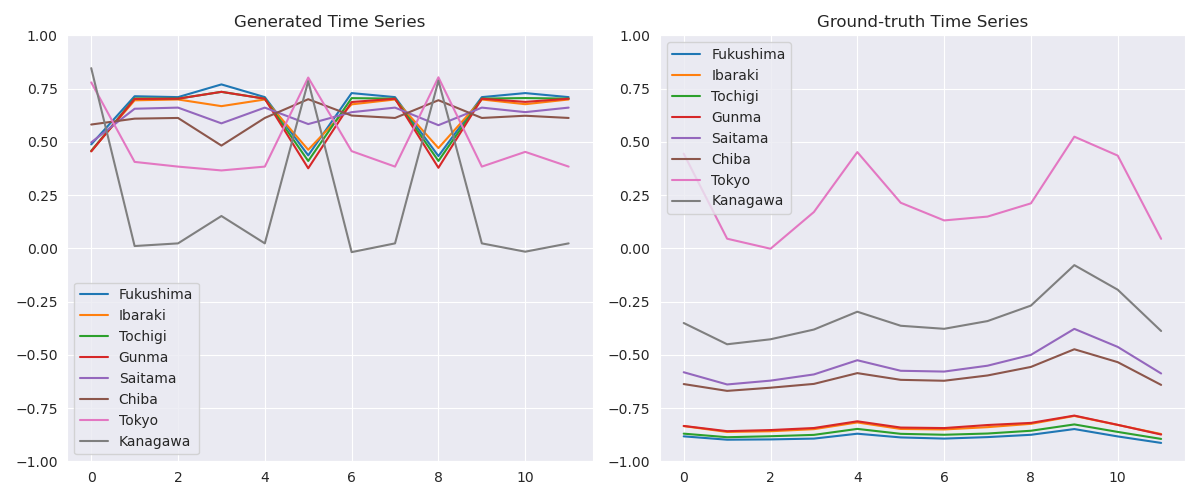 Generated Time Series
1.00
0.75
0.50
0.25
0.00
−0.25
−0.50
−0.75
−1.00
Fukushima
Ibaraki
Tochigi
Gunma
Saitama
Chiba
Tokyo
Kanagawa
0 2 4 6 8 10
Ground-truth Time Series
1.00
0.75
0.50
0.25
0.00
−0.25
−0.50
−0.75
−1.00
Fukushima
Ibaraki
Tochigi
Gunma
Saitama
Chiba
Tokyo
Kanagawa
0 2 4 6 8 10